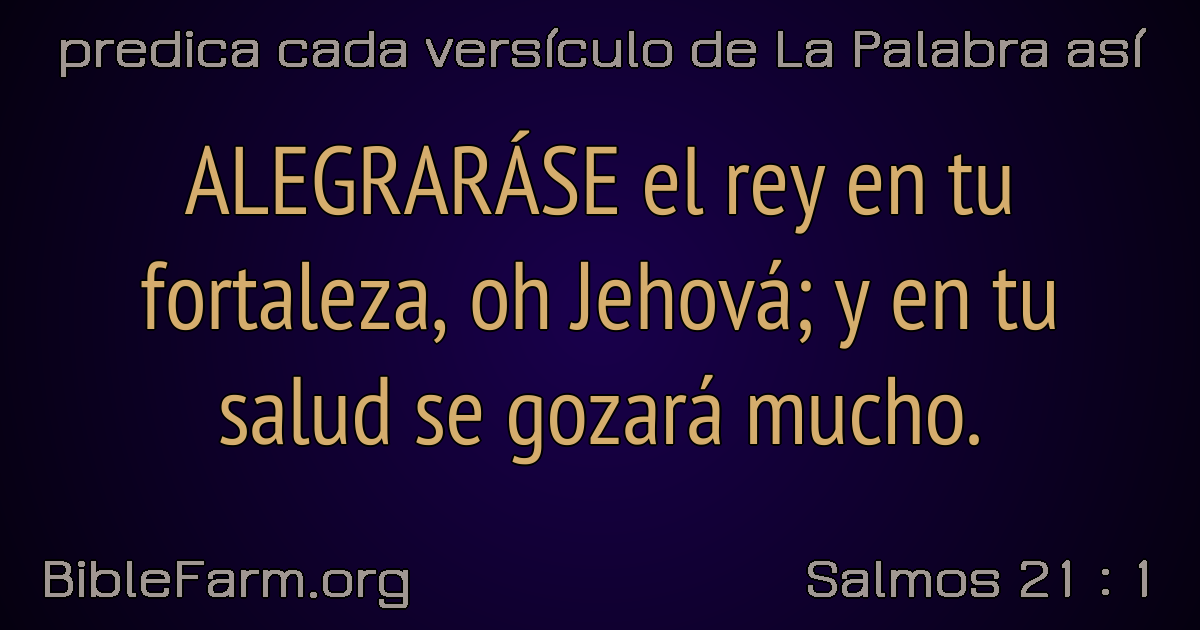 predica cada versículo de La Palabra así
ALEGRARÁSE el rey en tu
fortaleza, oh Jehová; y en tu
salud se gozará mucho.
BibleFarm.org
Salmos 21 : 1